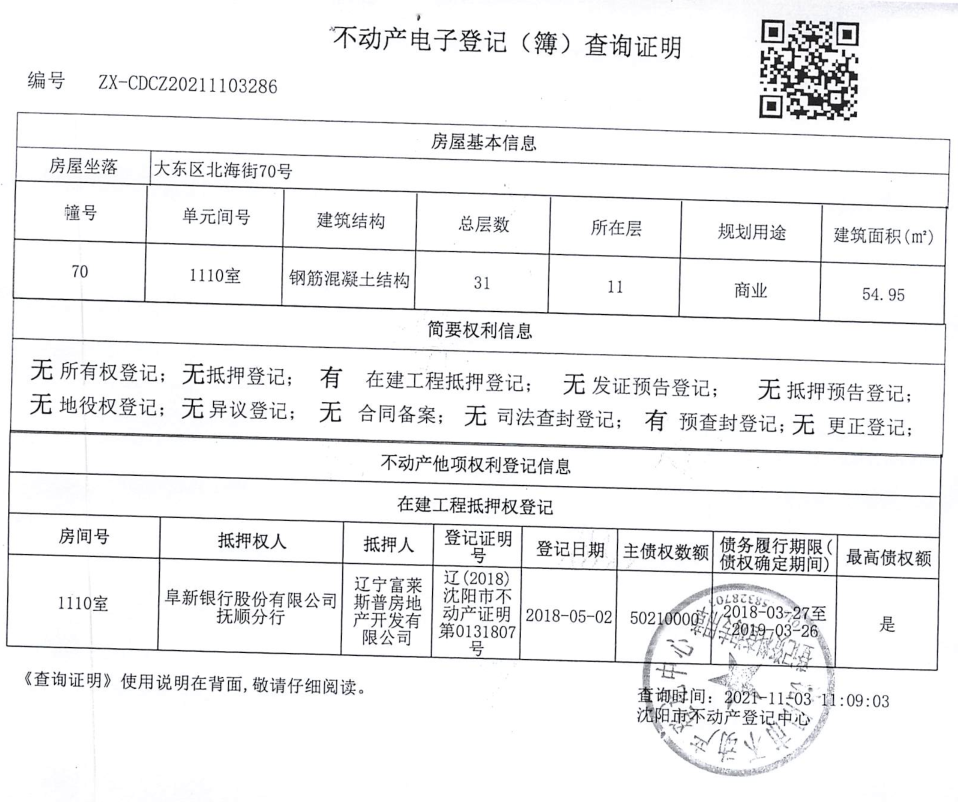 不动产电子登记（簿）查询证明
编号 ZX-CDCZ20211103286
房屋基本信息
房屋坐落 大东区北海街70号
幢号 单元间号 建筑结构 总层数 所在层 规划用途 建筑面积(㎡)
70 1110室 钢筋混凝土结构 31 11 商业 54.95
简要权利信息
无 所有权登记； 无 抵押登记； 有 在建工程抵押登记； 无 发证预告登记； 无 抵押预告登记；
无 地役权登记； 无 异议登记； 无 合同备案； 无 司法查封登记； 有 预查封登记； 无 更正登记；
不动产他项权利登记信息
在建工程抵押权登记
房间号 抵押权人 抵押人 登记证明号 登记日期 主债权数额 债务履行期限(债权确定期间) 最高债权额
1110室 阜新银行股份有限公司抚顺分行 辽宁富莱斯普房地产开发有限公司 辽(2018)沈阳市不动产证明第0131807号 2018-05-02 50210000 2018-03-27至2019-03-26 是
《查询证明》使用说明在背面,敬请仔细阅读。
查询时间：2021-11-03 11:09:03
沈阳市不动产登记中心